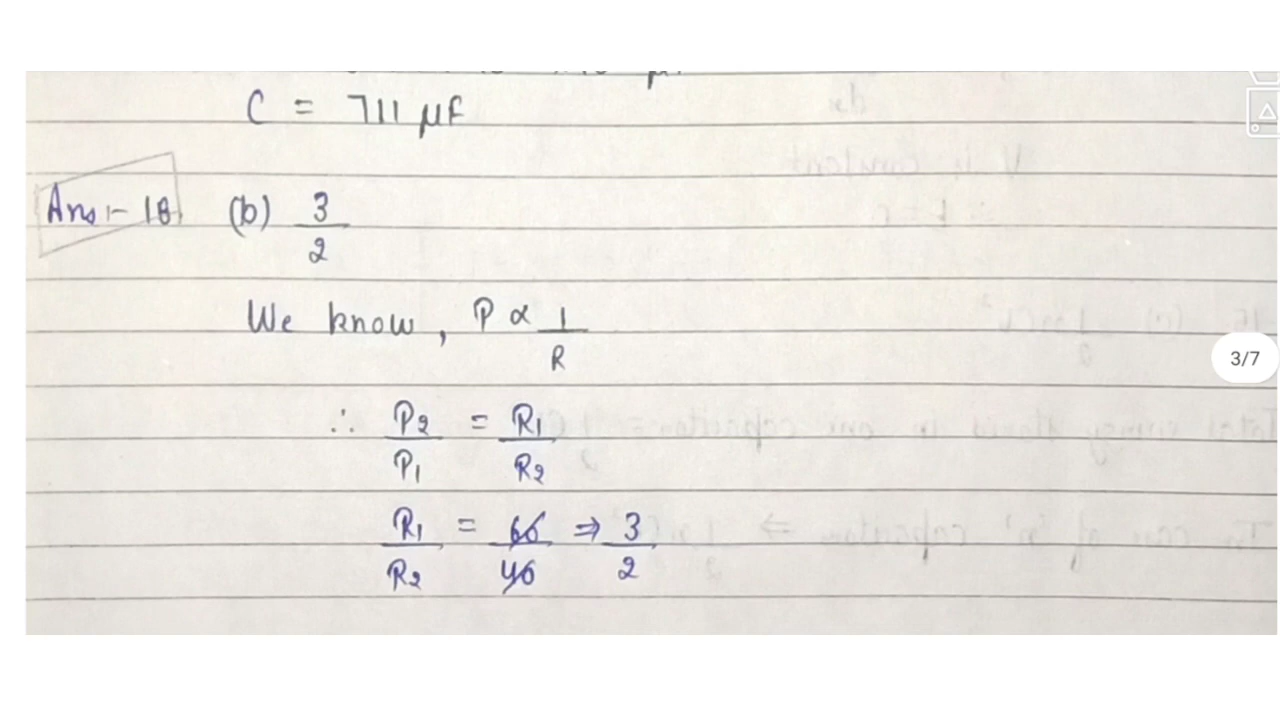 C = 711 μF
Ans:- 18 (b) 3/2
We know, P ∝ 1/R
∴ P2/P1 = R1/R2
R1/R2 = 60/40 ⇒ 3/2
3/7